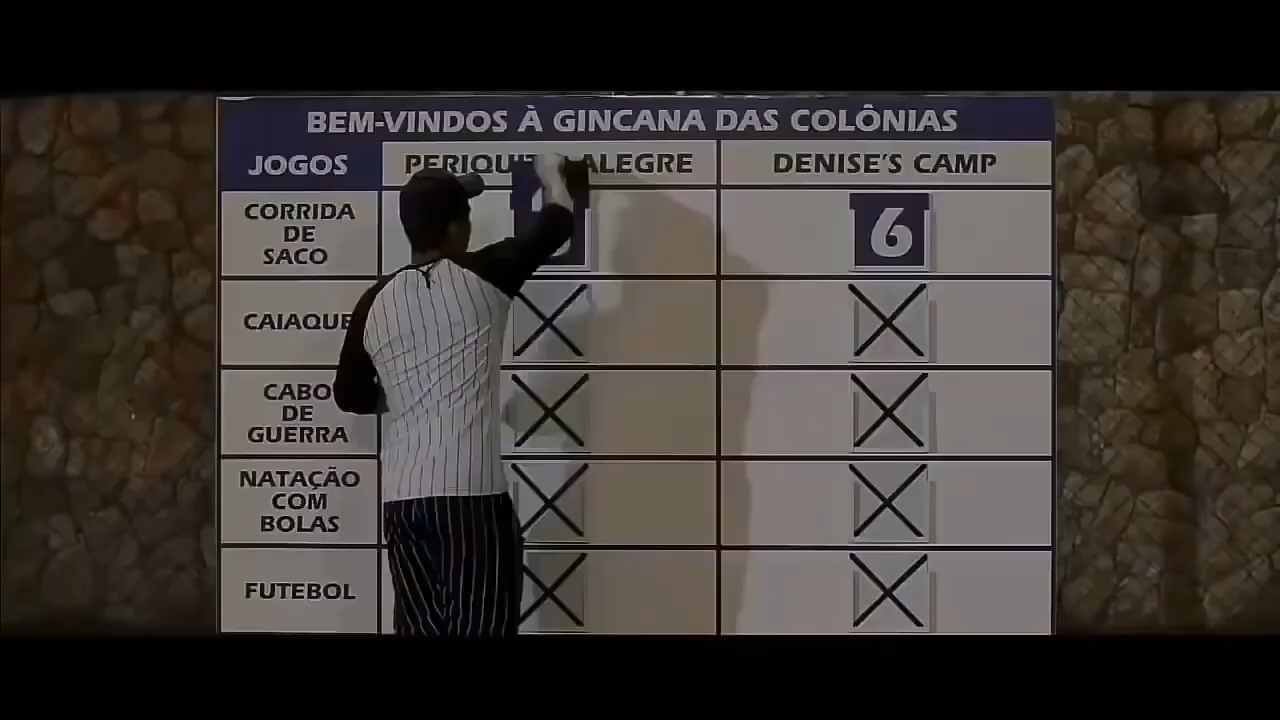 BEM-VINDOS À GINCANA DAS COLÔNIAS
JOGOS ALEGRE DENISE'S CAMP
CORRIDA
DE
SACO
6
CAIAQUE
CABO
DE
GUERRA
NATAÇÃO
COM
BOLAS
FUTEBOL